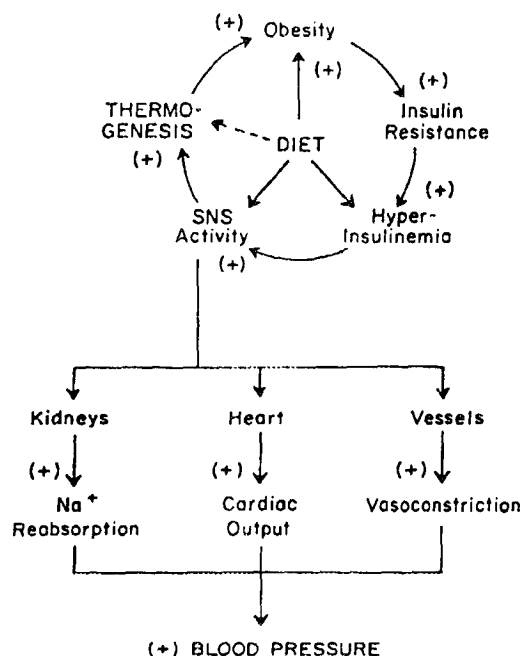 (+) Obesity
(+)
(+)
THERMO-
GENESIS
Insulin
Resistance
DIET
(+)
(+)
SNS
Activity
Hyper-
Insulinemia
(+)
Kidneys Heart Vessels
(+) (+) (+)
Na+
Reabsorption
Cardiac
Output
Vasoconstriction
(+) BLOOD PRESSURE